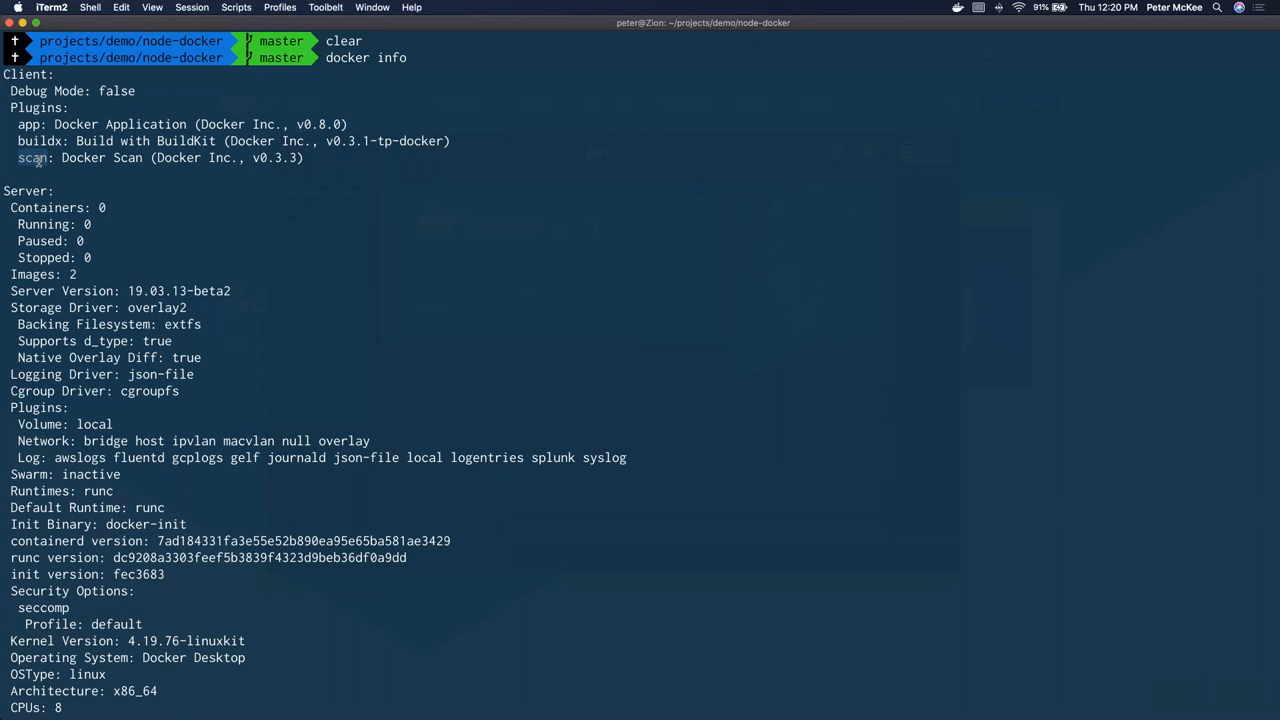 iTerm2 Shell Edit View Session Scripts Profiles Toolbelt Window Help 91% Thu 12:20 PM Peter McKee
peter@Zion: ~/projects/demo/node-docker
projects/demo/node-docker master clear
projects/demo/node-docker master docker info
Client:
Debug Mode: false
Plugins:
app: Docker Application (Docker Inc., v0.8.0)
buildx: Build with BuildKit (Docker Inc., v0.3.1-tp-docker)
scan: Docker Scan (Docker Inc., v0.3.3)
Server:
Containers: 0
Running: 0
Paused: 0
Stopped: 0
Images: 2
Server Version: 19.03.13-beta2
Storage Driver: overlay2
Backing Filesystem: extfs
Supports d_type: true
Native Overlay Diff: true
Logging Driver: json-file
Cgroup Driver: cgroupfs
Plugins:
Volume: local
Network: bridge host ipvlan macvlan null overlay
Log: awslogs fluentd gcplogs gelf journald json-file local logentries splunk syslog
Swarm: inactive
Runtimes: runc
Default Runtime: runc
Init Binary: docker-init
containerd version: 7ad184331fa3e55e52b890ea95e65ba581ae3429
runc version: dc9208a3303feef5b3839f4323d9beb36df0a9dd
init version: fec3683
Security Options:
seccomp
Profile: default
Kernel Version: 4.19.76-linuxkit
Operating System: Docker Desktop
OSType: linux
Architecture: x86_64
CPUs: 8